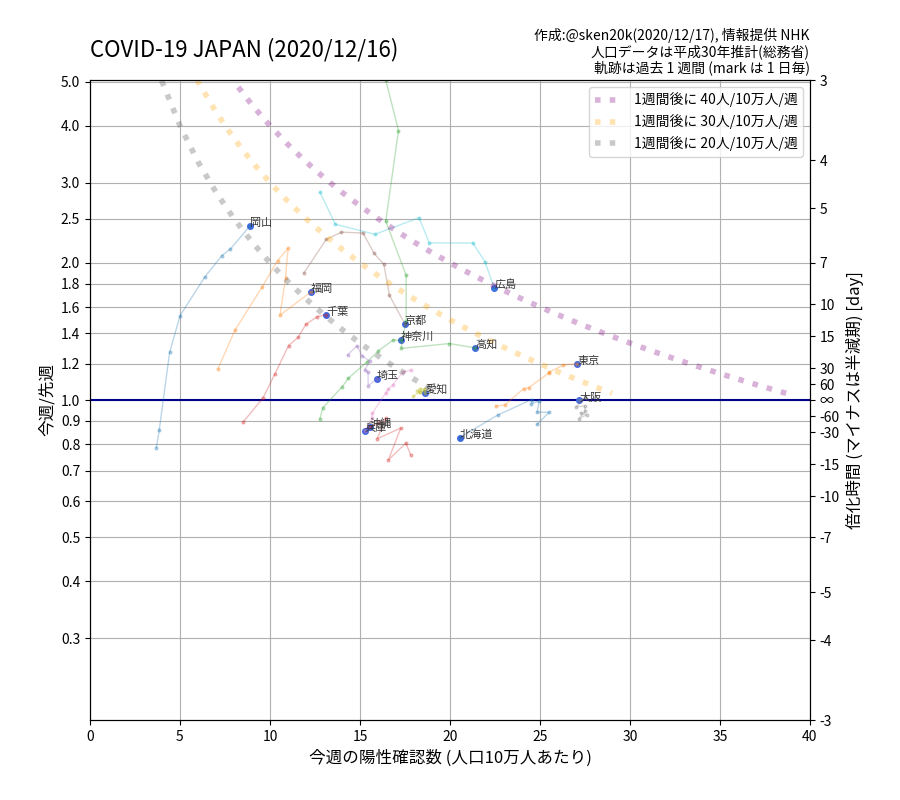 COVID-19 JAPAN (2020/12/16)
作成:@sken20k(2020/12/17), 情報提供 NHK
人口データは平成30年推計(総務省)
軌跡は過去１週間 (mark は１日毎)
1週間後に 40人/10万人/週
1週間後に 30人/10万人/週
1週間後に 20人/10万人/週
5.0
4.0
3.0
2.5
2.0
1.8
1.6
1.4
1.2
1.0
0.9
0.8
0.7
0.6
0.5
0.4
0.3
今週/先週
岡山
福岡
千葉
広島
京都
神奈川
高知
東京
埼玉
愛知
大阪
沖縄
北海道
3
4
5
7
10
15
30
60
∞
-60
-30
-15
-10
-7
-5
-4
-3
倍化時間 (マイナスは半減期) [day]
0
5
10
15
20
25
30
35
40
今週の陽性確認数 (人口10万人あたり)